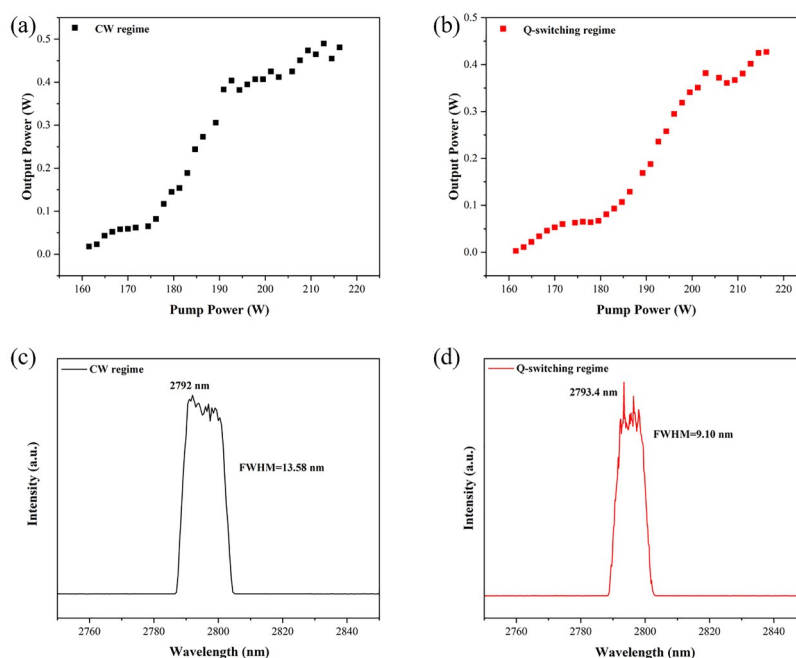 (a)
CW regime
Output Power (W)
0.5
0.4
0.3
0.2
0.1
0.0
160 170 180 190 200 210 220
Pump Power (W)
(b)
Q-switching regime
Output Power (W)
0.5
0.4
0.3
0.2
0.1
0.0
160 170 180 190 200 210 220
Pump Power (W)
(c)
CW regime
2792 nm
FWHM=13.58 nm
Intensity (a.u.)
2760 2780 2800 2820 2840
Wavelength (nm)
(d)
Q-switching regime
2793.4 nm
FWHM=9.10 nm
Intensity (a.u.)
2760 2780 2800 2820 2840
Wavelength (nm)